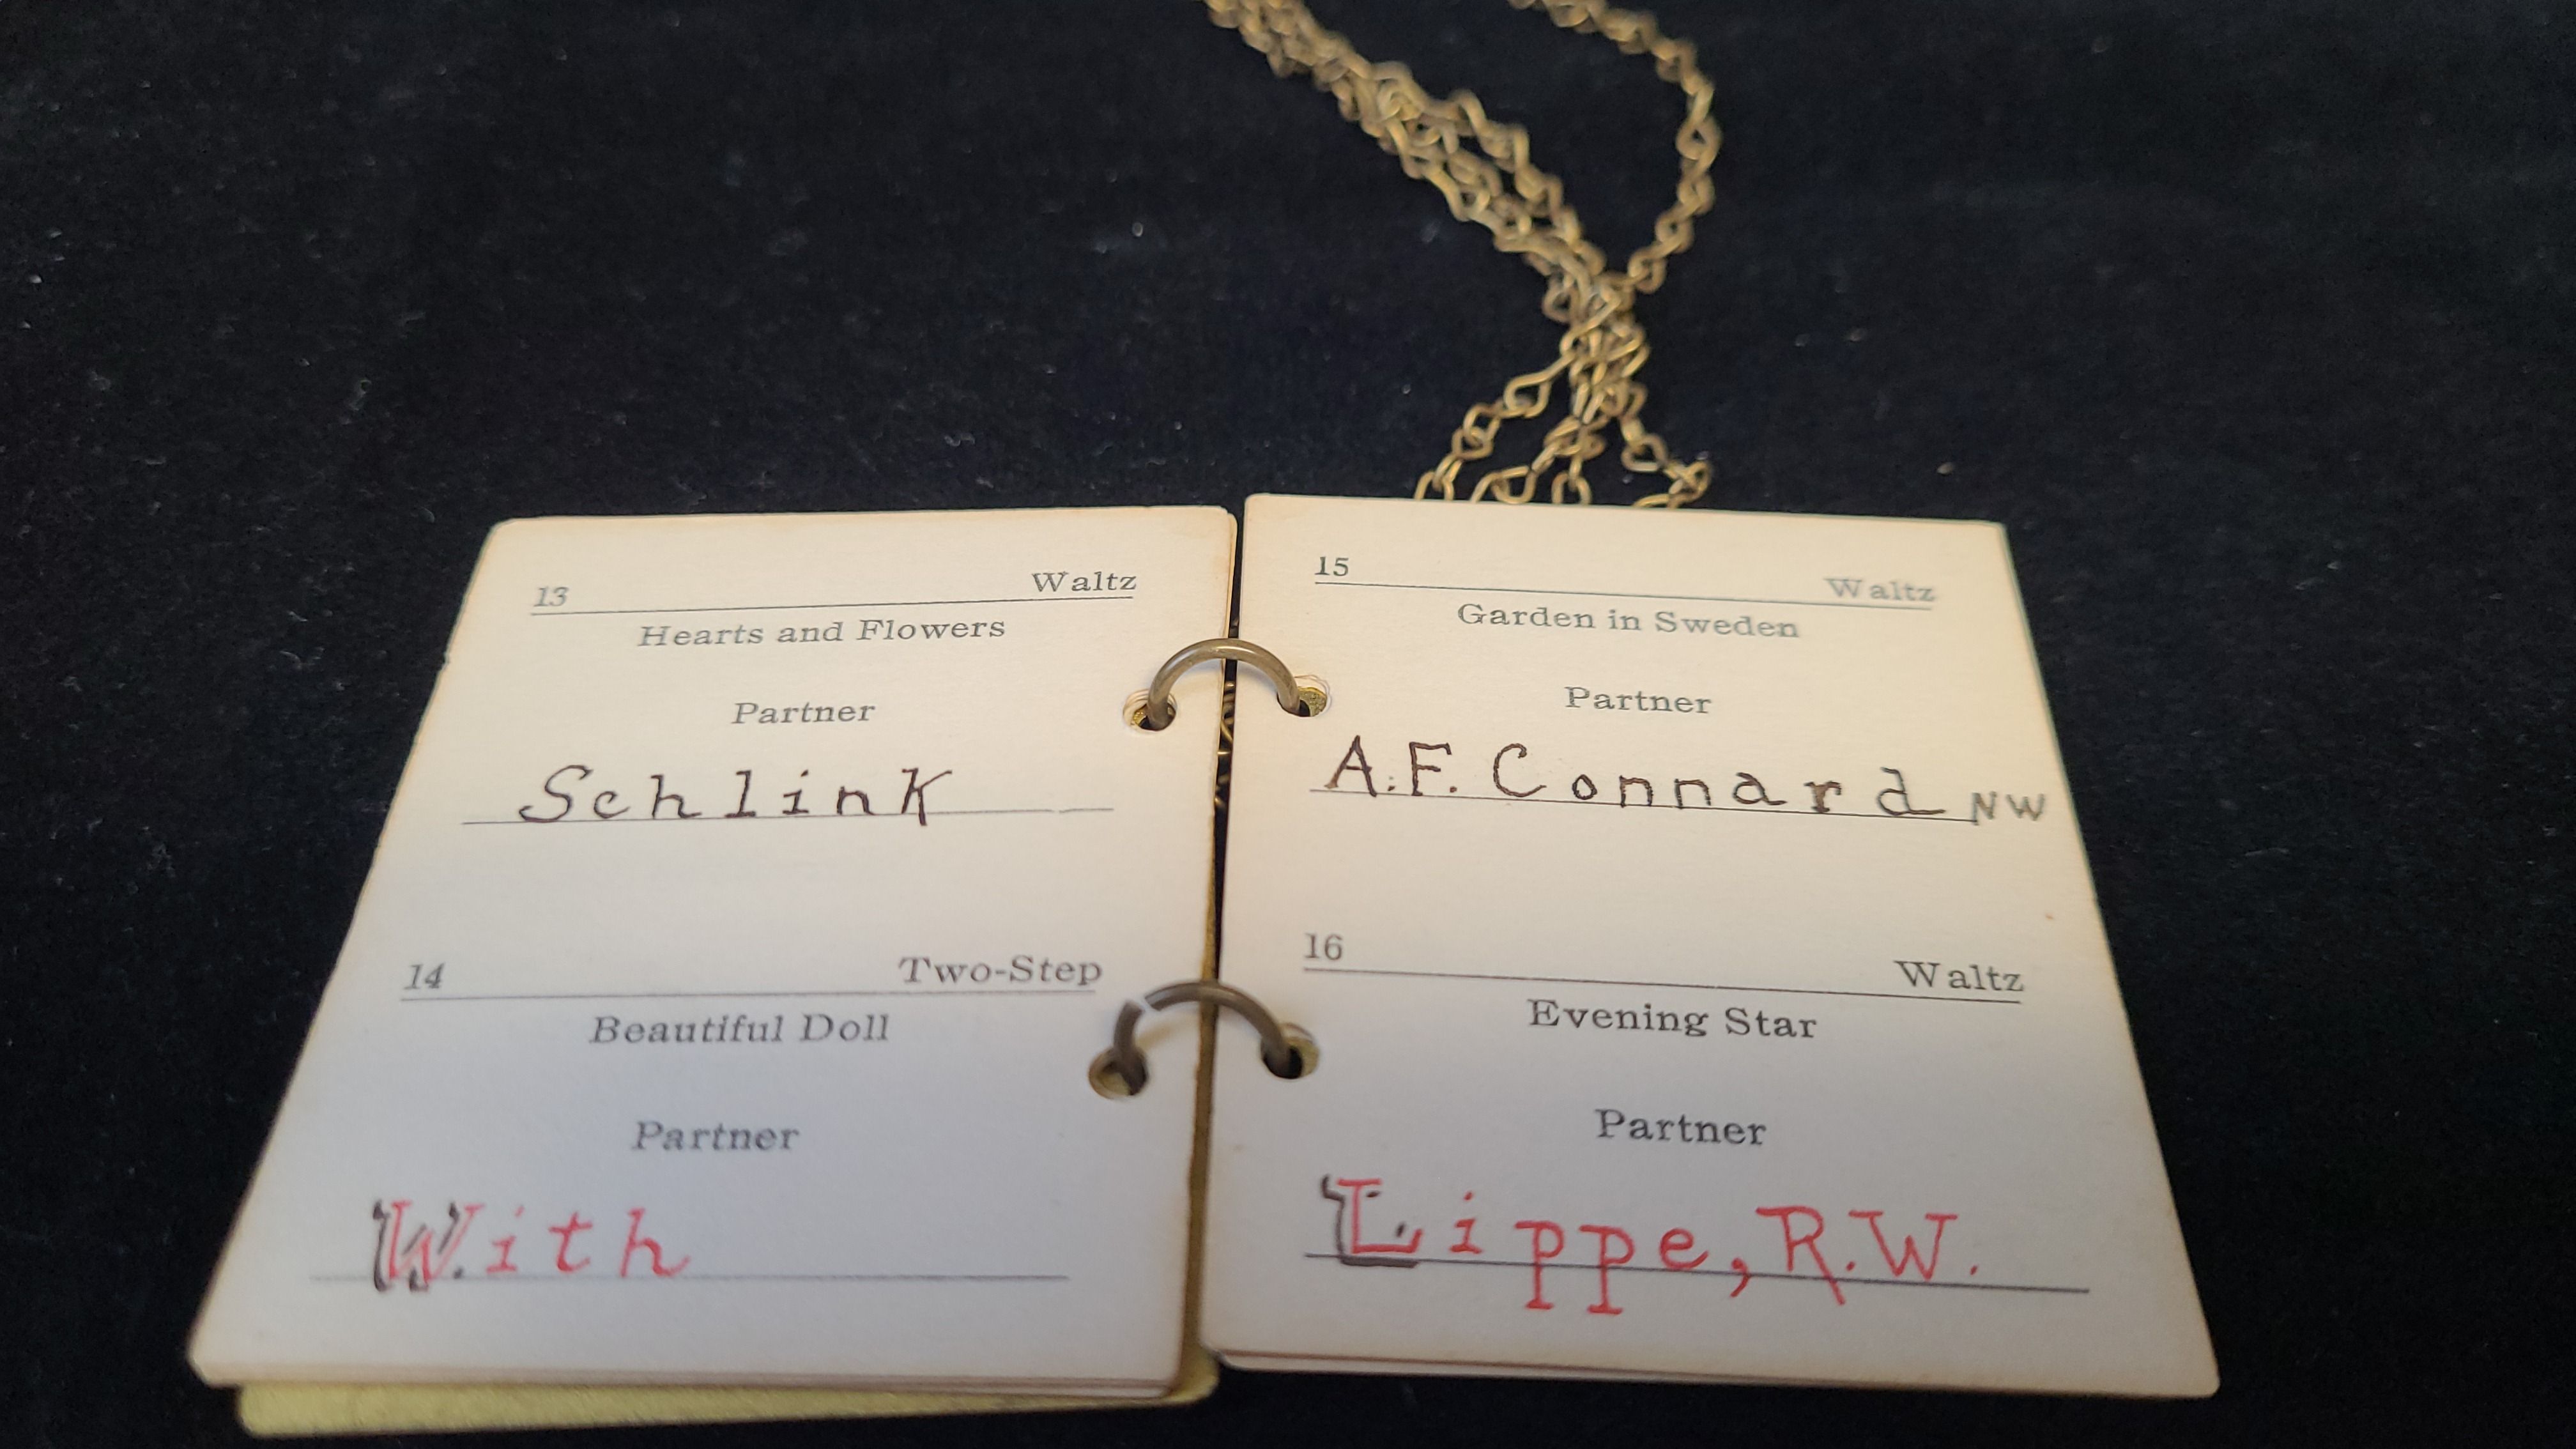 13 Waltz
Hearts and Flowers
Partner
Schlink
14 Two-Step
Beautiful Doll
Partner
With
15 Waltz
Garden in Sweden
Partner
A.F. Connard NW
16 Waltz
Evening Star
Partner
Lippe, R.W.